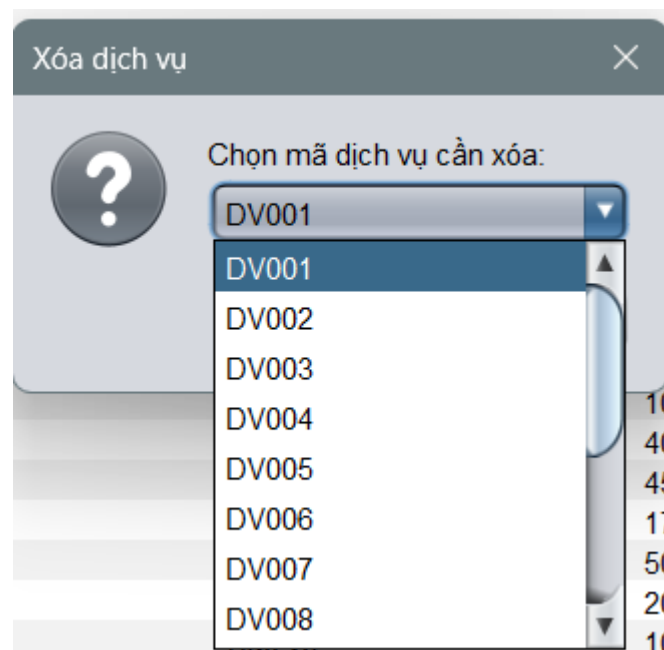 Xóa dịch vụ
Chọn mã dịch vụ cần xóa:
DV001
DV001
DV002
DV003
DV004
DV005
DV006
DV007
DV008